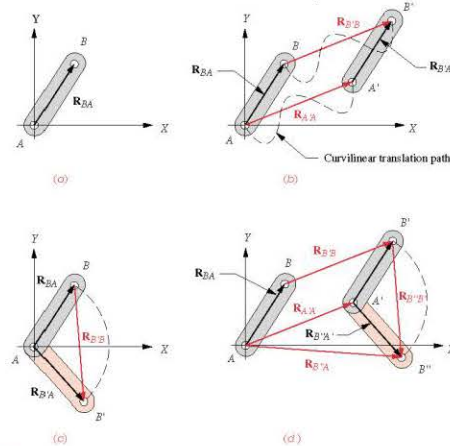 Y
B
R_BA
A
X
(a)
Y
B'
R_B'B
B
R_BA
R_B'A'
A'
R_A'A
A
X
Curvilinear translation path
(b)
Y
B
R_BA
R_B'B
A
X
R_B'A
B'
(c)
Y
B'
R_B'B
B
R_BA
R_A'A
A'
R_B"B'
R_B"A'
A
R_B"A
X
B"
(d)